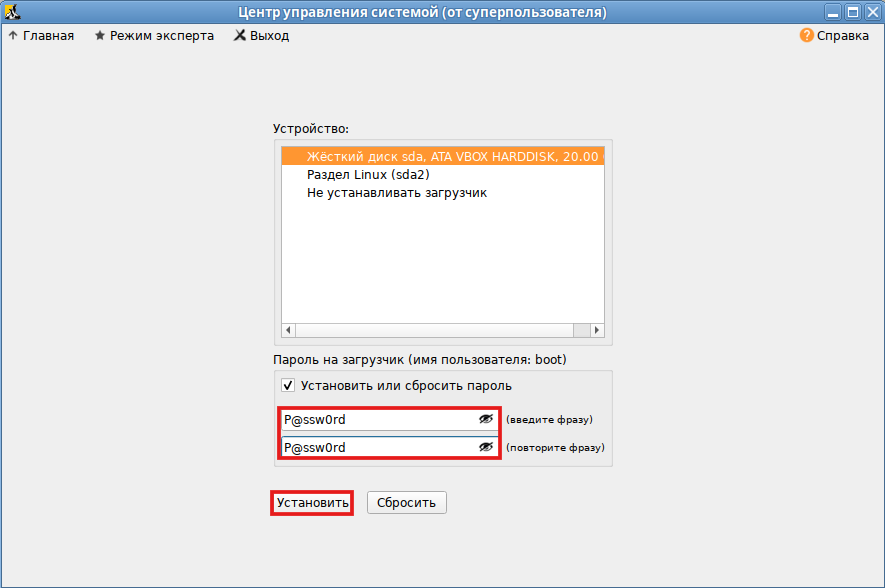 Центр управления системой (от суперпользователя)
Главная Режим эксперта Выход Справка
Устройство:
Жёсткий диск sda, ATA VBOX HARDDISK, 20.00
Раздел Linux (sda2)
Не устанавливать загрузчик
Пароль на загрузчик (имя пользователя: boot)
Установить или сбросить пароль
P@ssw0rd (введите фразу)
P@ssw0rd (повторите фразу)
Установить Сбросить